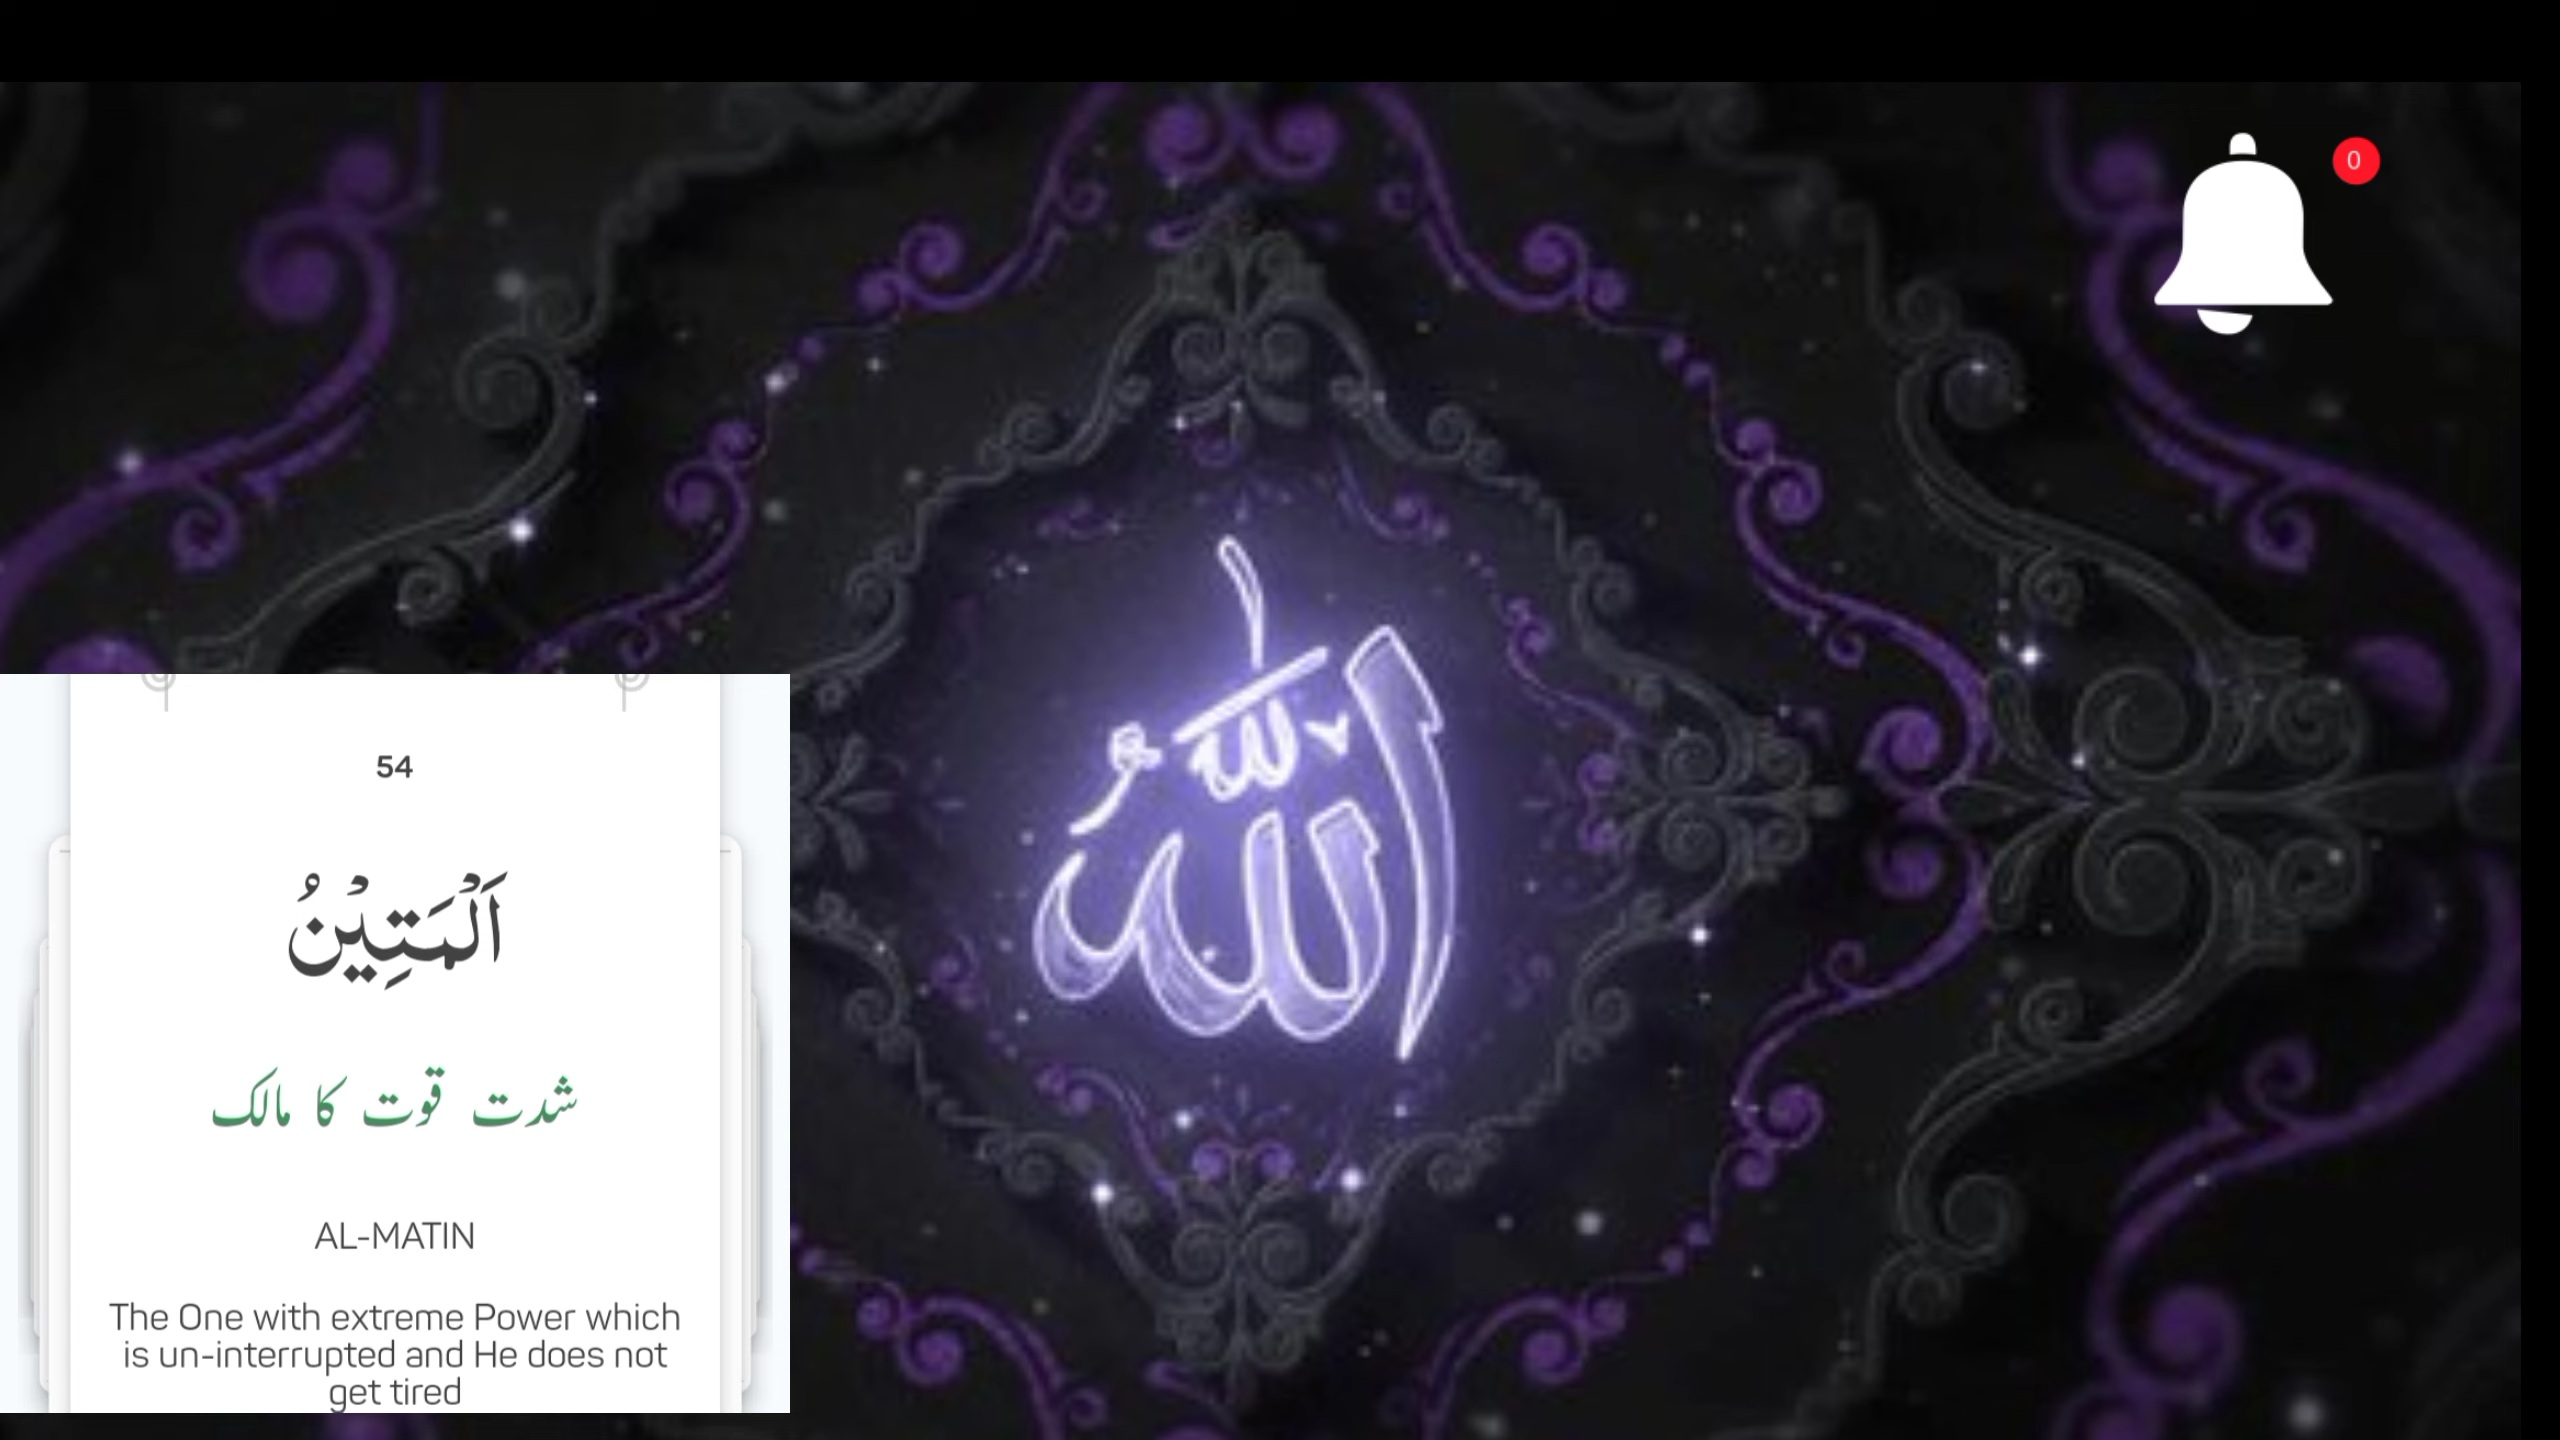 0
الله
54
اَلْمَتِيْنُ
شدت قوت کا مالک
AL-MATIN
The One with extreme Power which
is un-interrupted and He does not
get tired